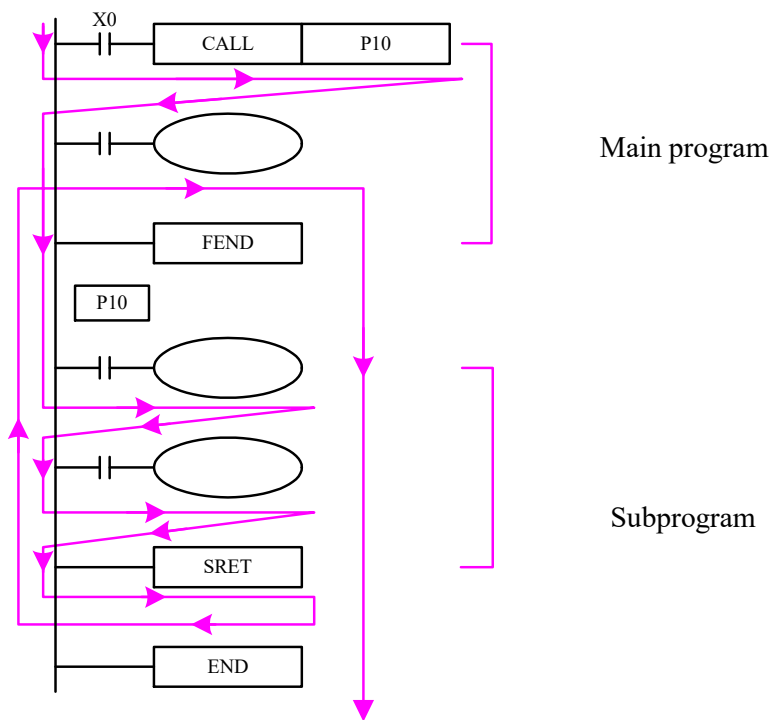 X0
CALL P10
Main program
FEND
P10
Subprogram
SRET
END